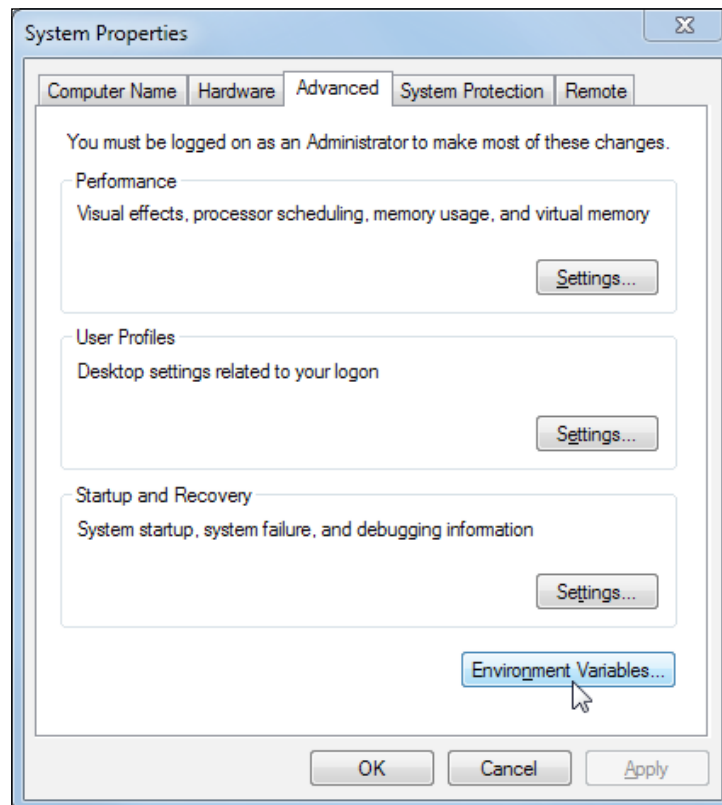 System Properties
Computer Name Hardware Advanced System Protection Remote
You must be logged on as an Administrator to make most of these changes.
Performance
Visual effects, processor scheduling, memory usage, and virtual memory
Settings...
User Profiles
Desktop settings related to your logon
Settings...
Startup and Recovery
System startup, system failure, and debugging information
Settings...
Environment Variables...
OK Cancel Apply